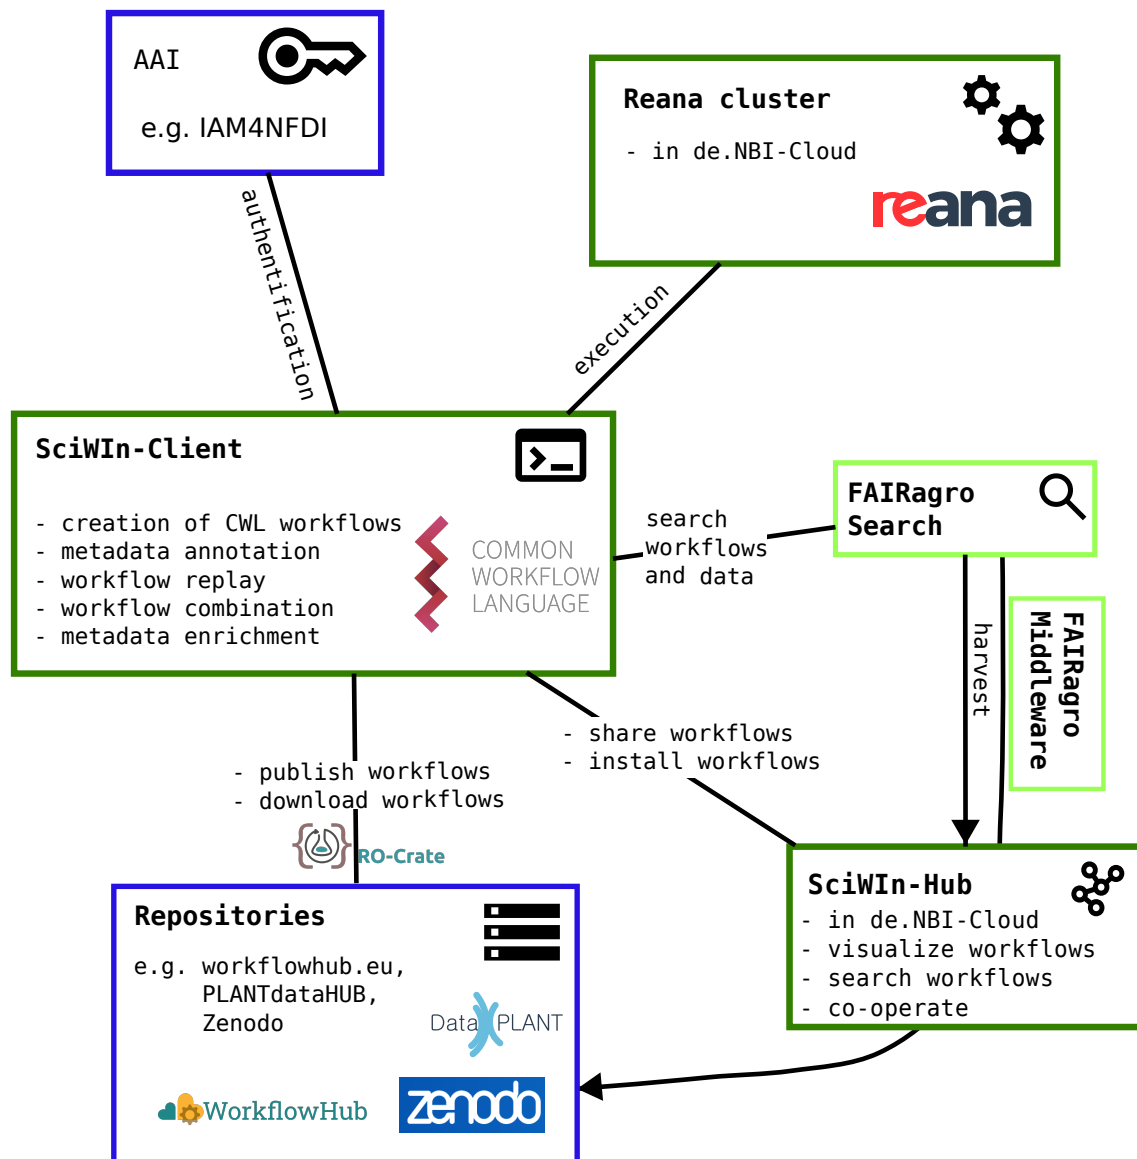 AAI
e.g. IAM4NFDI
Reana cluster
- in de.NBI-Cloud
reana
authentification
execution
SciWIn-Client
- creation of CWL workflows
- metadata annotation
- workflow replay
- workflow combination
- metadata enrichment
COMMON
WORKFLOW
LANGUAGE
search
workflows
and data
FAIRagro
Search
harvest
FAIRagro
Middleware
- share workflows
- install workflows
- publish workflows
- download workflows
RO-Crate
Repositories
e.g. workflowhub.eu,
PLANTdataHUB,
Zenodo
DataPLANT
WorkflowHub
zenodo
SciWIn-Hub
- in de.NBI-Cloud
- visualize workflows
- search workflows
- co-operate